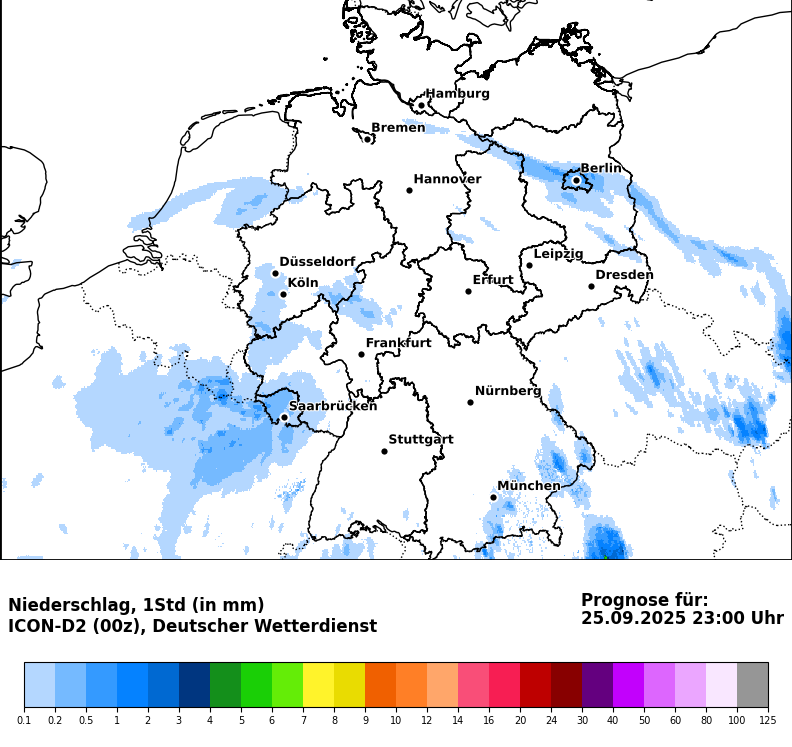 Hamburg
Bremen
Berlin
Hannover
Leipzig
Düsseldorf
Dresden
Köln
Erfurt
Frankfurt
Nürnberg
Saarbrücken
Stuttgart
München
Niederschlag, 1Std (in mm)
ICON-D2 (00z), Deutscher Wetterdienst
Prognose für:
25.09.2025 23:00 Uhr
0.1 0.2 0.5 1 2 3 4 5 6 7 8 9 10 12 14 16 20 24 30 40 50 60 80 100 125